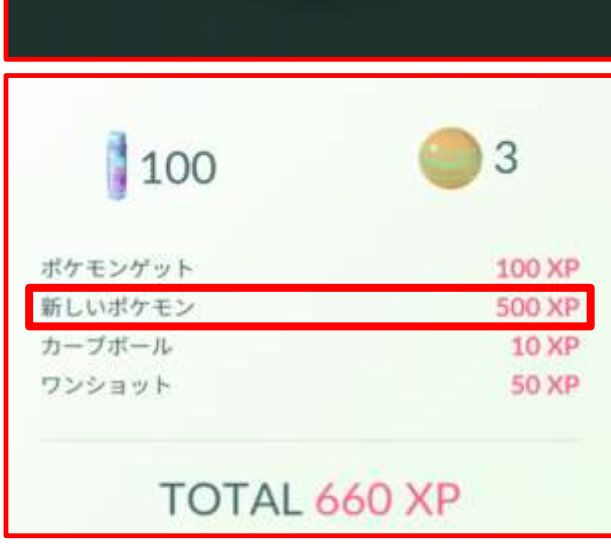 100 3
ポケモンゲット 100 XP
新しいポケモン 500 XP
カーブボール 10 XP
ワンショット 50 XP
TOTAL 660 XP